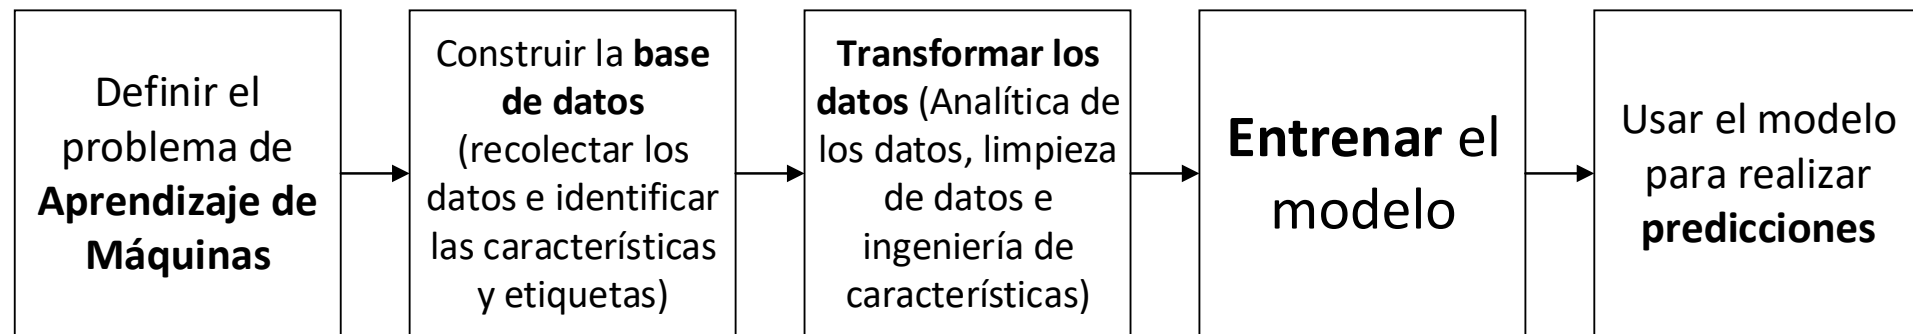 Definir el
problema de
Aprendizaje de
Máquinas
Construir la base
de datos
(recolectar los
datos e identificar
las características
y etiquetas)
Transformar los
datos (Analítica de
los datos, limpieza
de datos e
ingeniería de
características)
Entrenar el
modelo
Usar el modelo
para realizar
predicciones